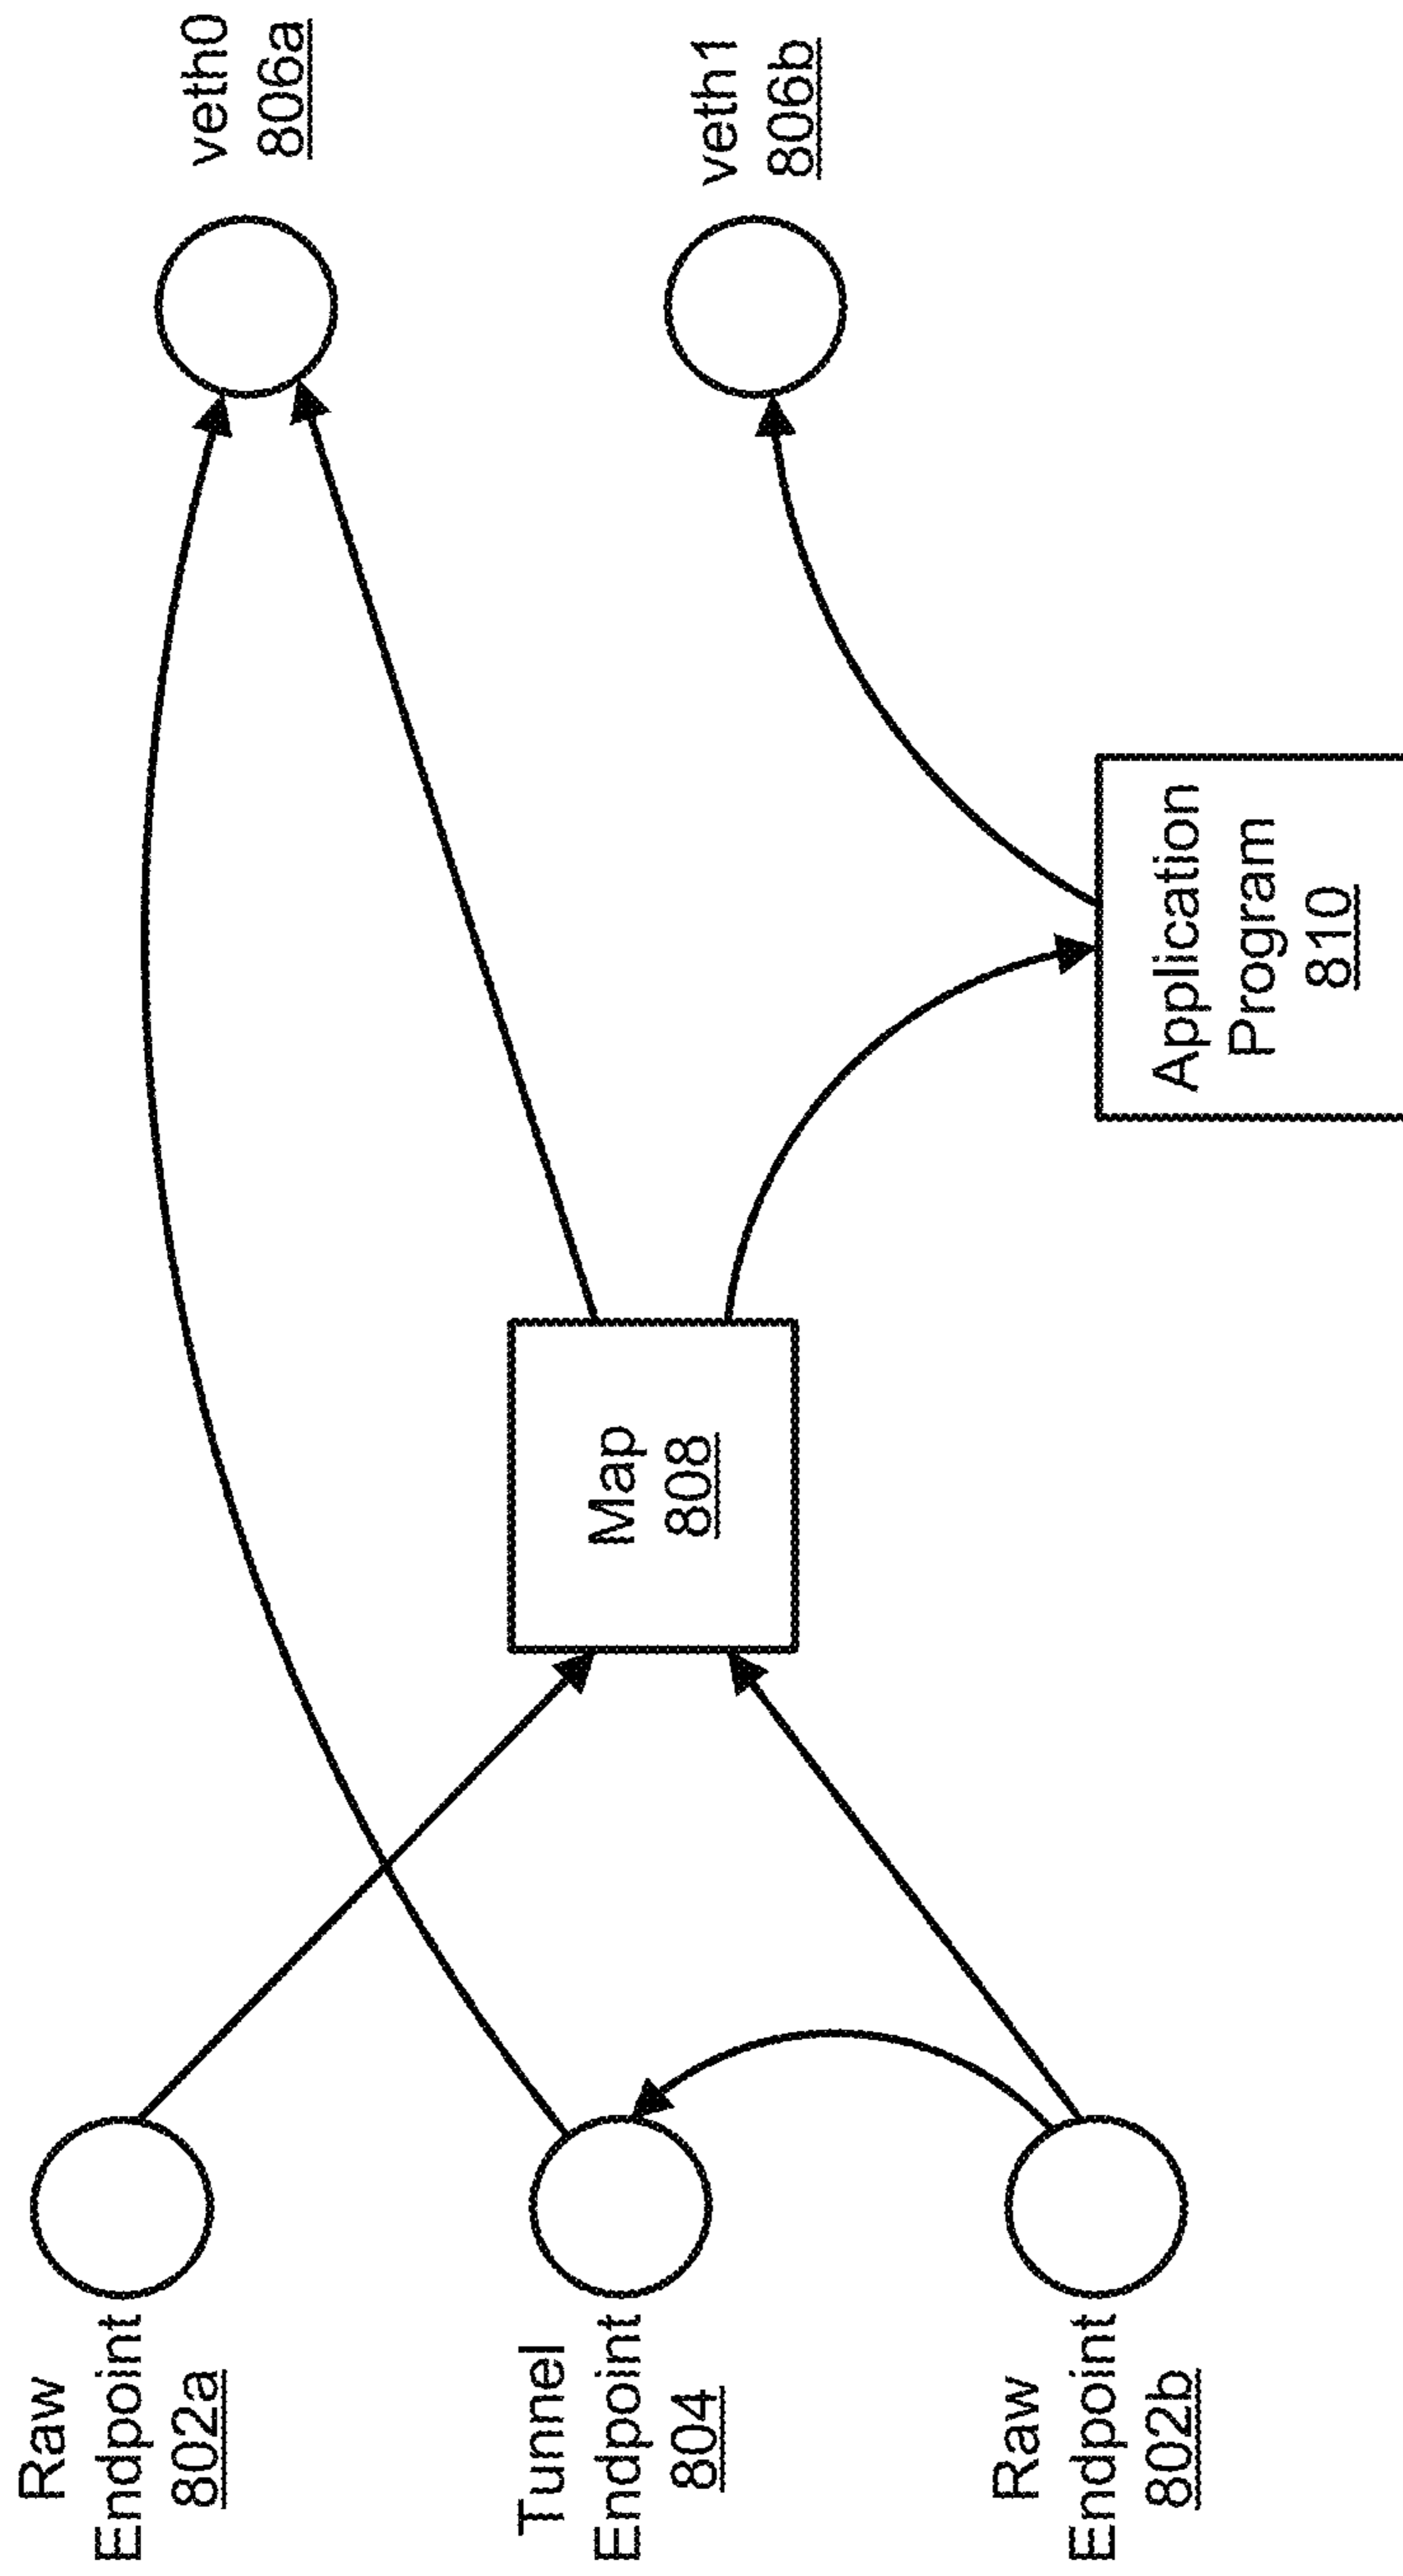 Raw
Endpoint
802a
Tunnel
Endpoint
804
Raw
Endpoint
802b
Map
808
Application
Program
810
veth0
806a
veth1
806b